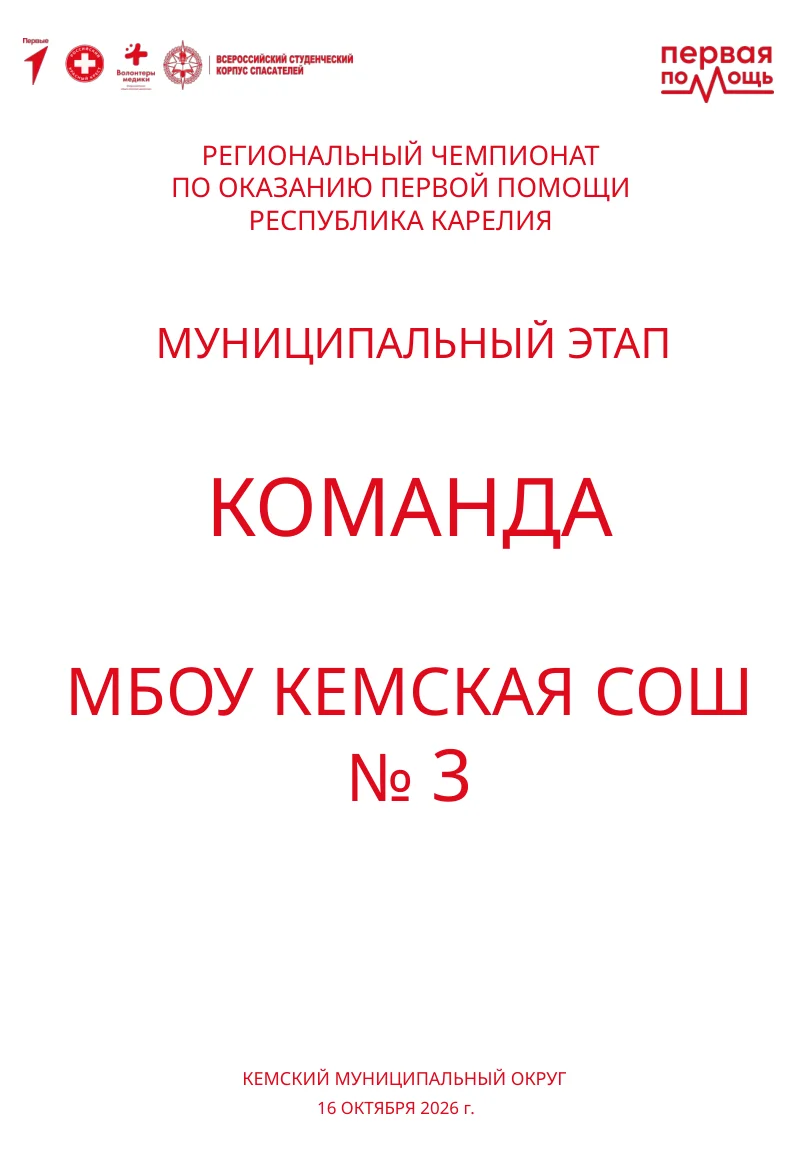 Первые
Волонтеры
медики
ВСЕРОССИЙСКИЙ СТУДЕНЧЕСКИЙ
КОРПУС СПАСАТЕЛЕЙ
первая
помощь
РЕГИОНАЛЬНЫЙ ЧЕМПИОНАТ
ПО ОКАЗАНИЮ ПЕРВОЙ ПОМОЩИ
РЕСПУБЛИКА КАРЕЛИЯ
МУНИЦИПАЛЬНЫЙ ЭТАП
КОМАНДА
МБОУ КЕМСКАЯ СОШ
№ 3
КЕМСКИЙ МУНИЦИПАЛЬНЫЙ ОКРУГ
16 ОКТЯБРЯ 2026 г.